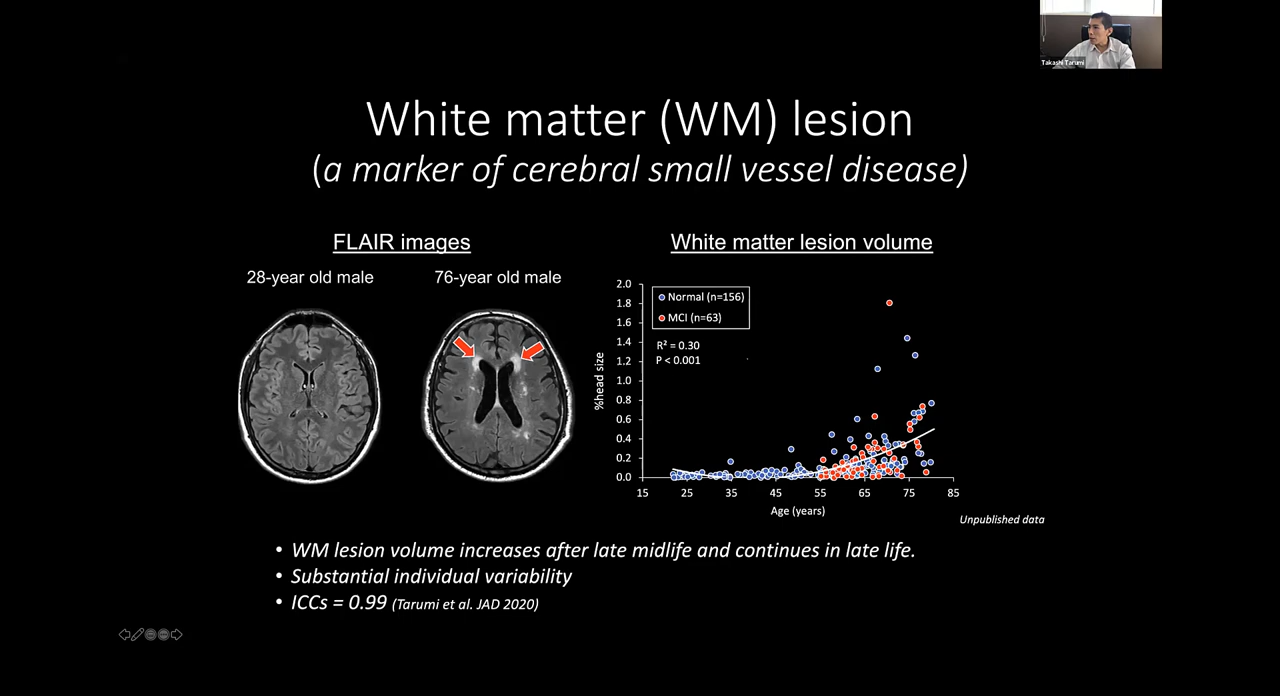 Takashi Tarumi
White matter (WM) lesion
(a marker of cerebral small vessel disease)
FLAIR images
28-year old male
76-year old male
White matter lesion volume
2.0
1.8
1.6
1.4
1.2
1.0
0.8
0.6
0.4
0.2
0.0
%head size
Normal (n=156)
MCI (n=63)
R² = 0.30
P < 0.001
15 25 35 45 55 65 75 85
Age (years)
Unpublished data
• WM lesion volume increases after late midlife and continues in late life.
• Substantial individual variability
• ICCs = 0.99 (Tarumi et al. JAD 2020)